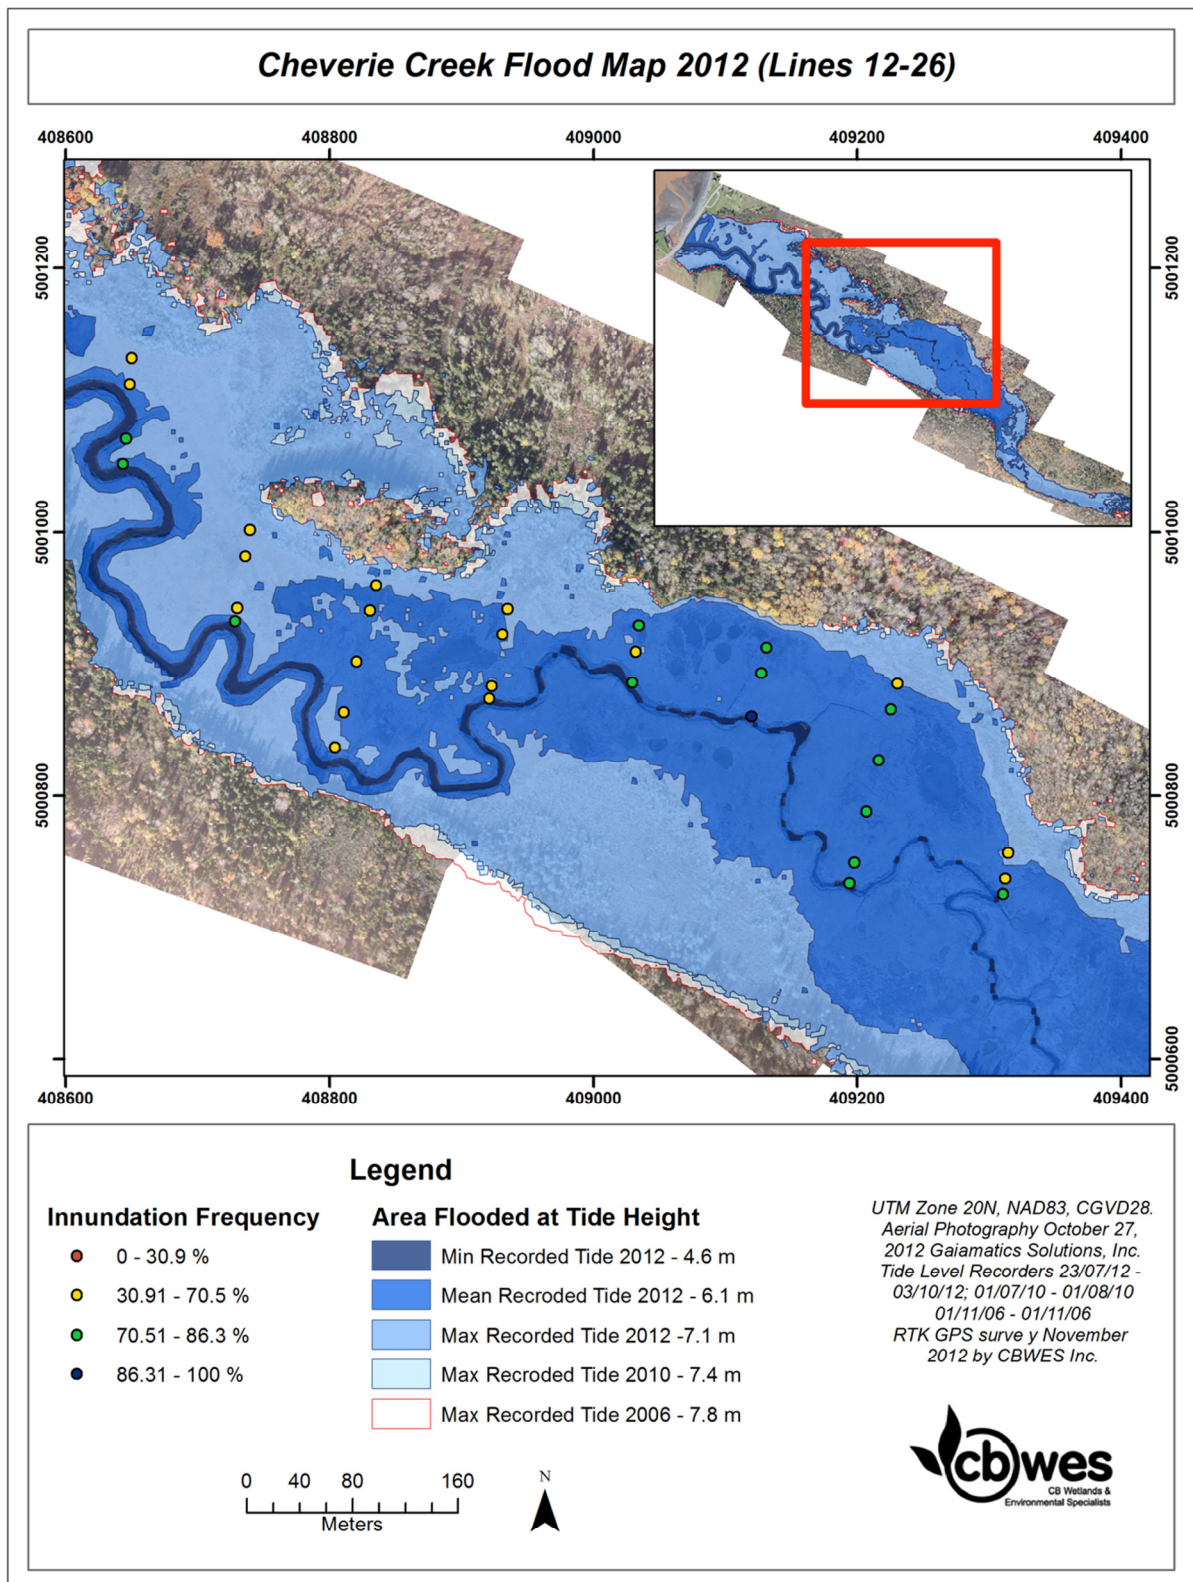 Cheverie Creek Flood Map 2012 (Lines 12-26)
408600 408800 409000 409200 409400
5001200 5001200
5001000 5001000
5000800 5000800
5000600
408600 408800 409000 409200 409400
Legend
Innundation Frequency
0 - 30.9 %
30.91 - 70.5 %
70.51 - 86.3 %
86.31 - 100 %
Area Flooded at Tide Height
Min Recorded Tide 2012 - 4.6 m
Mean Recroded Tide 2012 - 6.1 m
Max Recorded Tide 2012 -7.1 m
Max Recroded Tide 2010 - 7.4 m
Max Recorded Tide 2006 - 7.8 m
UTM Zone 20N, NAD83, CGVD28.
Aerial Photography October 27,
2012 Gaiamatics Solutions, Inc.
Tide Level Recorders 23/07/12 -
03/10/12; 01/07/10 - 01/08/10
01/11/06 - 01/11/06
RTK GPS surve y November
2012 by CBWES Inc.
0 40 80 160
Meters
N
cbwes
CB Wetlands &
Environmental Specialists